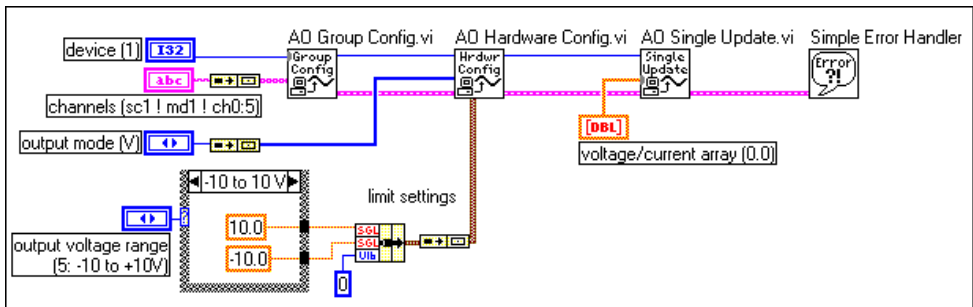 AO Group Config.vi
AO Hardware Config.vi
AO Single Update.vi
Simple Error Handler
device (1)
I32
Group
Config
Hrdwr
Config
Single
Update
Error
?!
abc
channels (sc1 ! md1 ! ch0:5)
output mode (V)
[DBL]
voltage/current array (0.0)
-10 to 10 V
limit settings
?
10.0
-10.0
SGL
SGL
U16
output voltage range
(5: -10 to +10V)
0